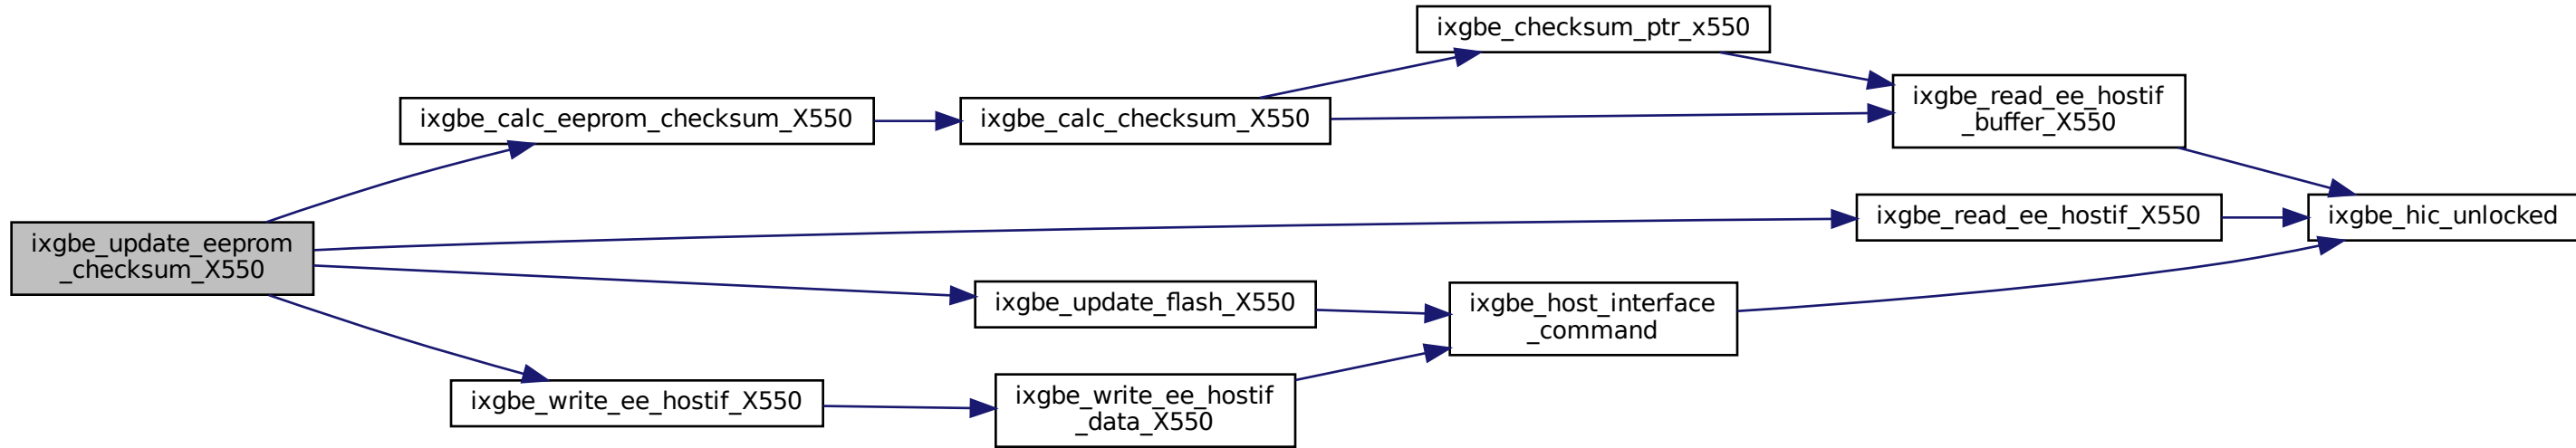 ixgbe_checksum_ptr_x550
ixgbe_read_ee_hostif
_buffer_X550
ixgbe_calc_eeprom_checksum_X550
ixgbe_calc_checksum_X550
ixgbe_update_eeprom
_checksum_X550
ixgbe_read_ee_hostif_X550
ixgbe_hic_unlocked
ixgbe_update_flash_X550
ixgbe_host_interface
_command
ixgbe_write_ee_hostif_X550
ixgbe_write_ee_hostif
_data_X550